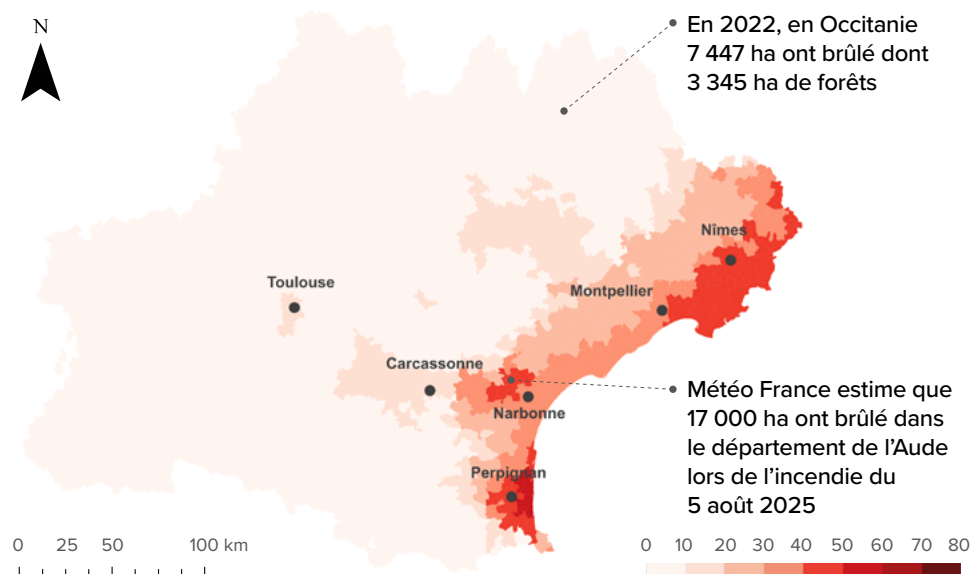 N
En 2022, en Occitanie
7 447 ha ont brûlé dont
3 345 ha de forêts
Nîmes
Toulouse
Montpellier
Carcassonne
Narbonne
Météo France estime que
17 000 ha ont brûlé dans
le département de l’Aude
lors de l’incendie du
5 août 2025
Perpignan
0 25 50 100 km
0 10 20 30 40 50 60 70 80